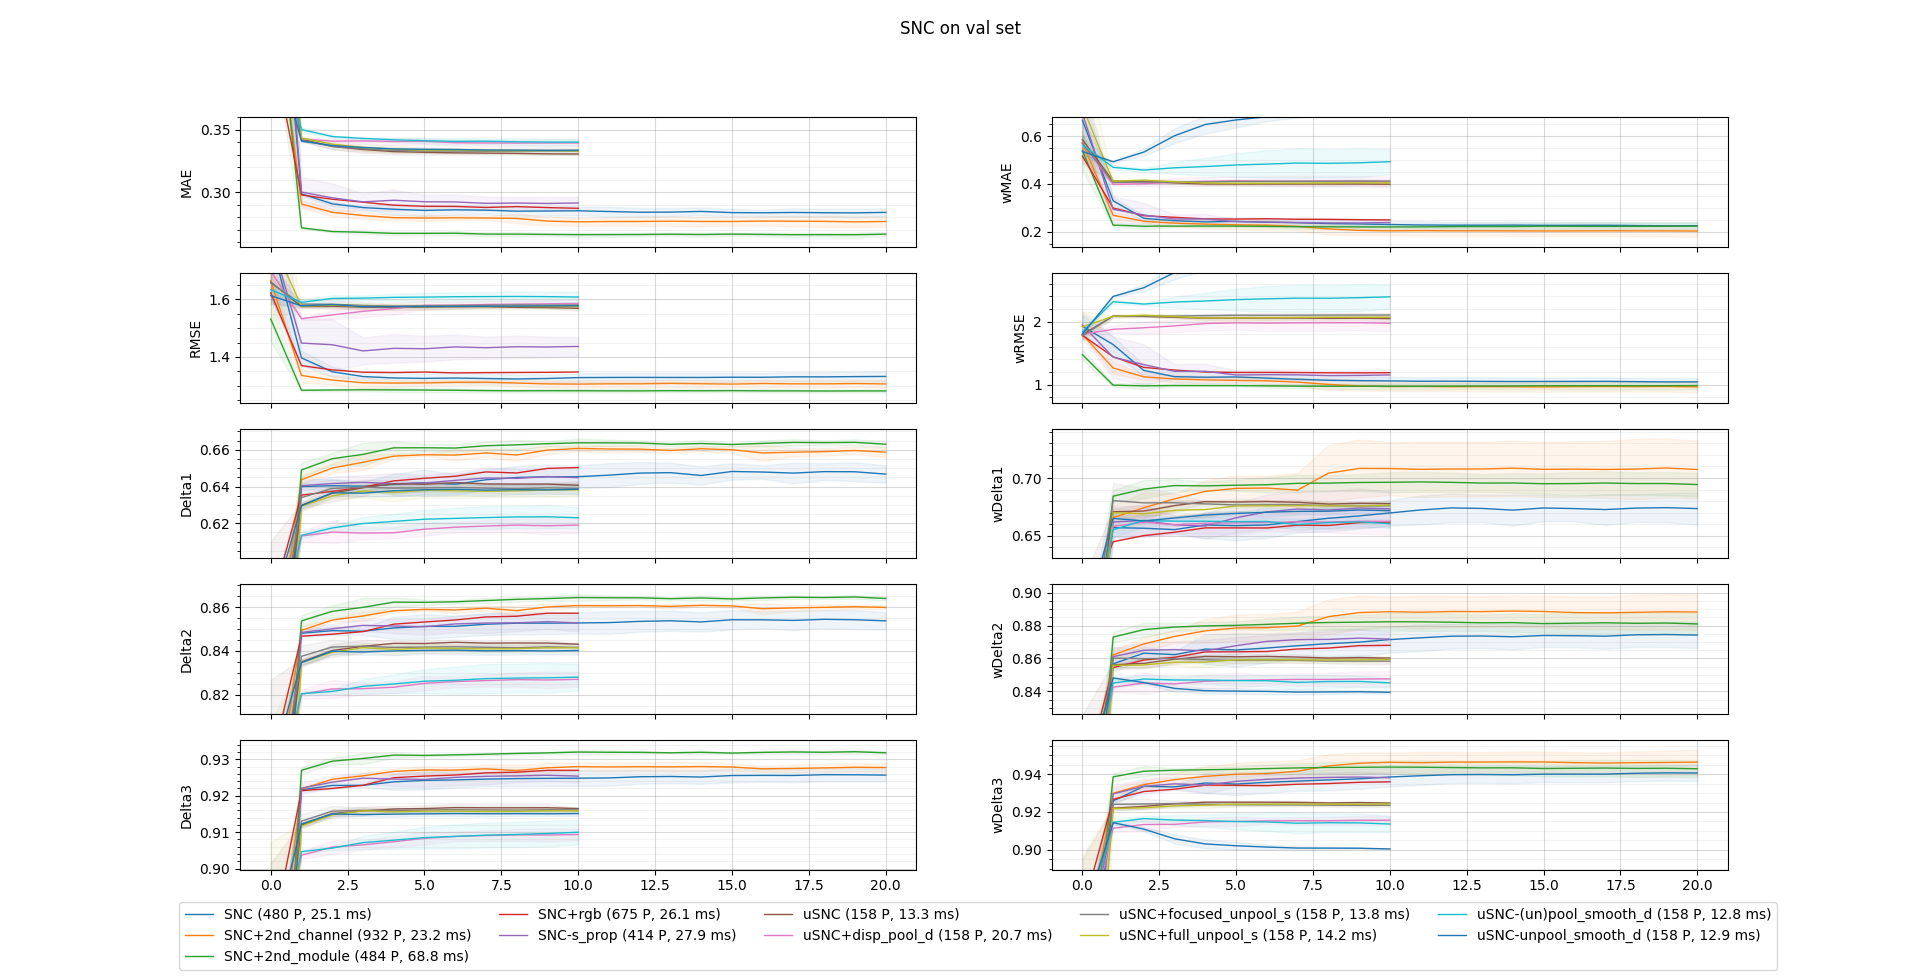 SNC on val set
0.35
0.30
MAE
0.6
0.4
0.2
wMAE
1.6
1.4
RMSE
2
1
wRMSE
0.66
0.64
0.62
Delta1
0.70
0.65
wDelta1
0.86
0.84
0.82
Delta2
0.90
0.88
0.86
0.84
wDelta2
0.93
0.92
0.91
0.90
Delta3
0.0 2.5 5.0 7.5 10.0 12.5 15.0 17.5 20.0
0.94
0.92
0.90
wDelta3
0.0 2.5 5.0 7.5 10.0 12.5 15.0 17.5 20.0
SNC (480 P, 25.1 ms)
SNC+2nd_channel (932 P, 23.2 ms)
SNC+2nd_module (484 P, 68.8 ms)
SNC+rgb (675 P, 26.1 ms)
SNC-s_prop (414 P, 27.9 ms)
uSNC (158 P, 13.3 ms)
uSNC+disp_pool_d (158 P, 20.7 ms)
uSNC+focused_unpool_s (158 P, 13.8 ms)
uSNC+full_unpool_s (158 P, 14.2 ms)
uSNC-(un)pool_smooth_d (158 P, 12.8 ms)
uSNC-unpool_smooth_d (158 P, 12.9 ms)